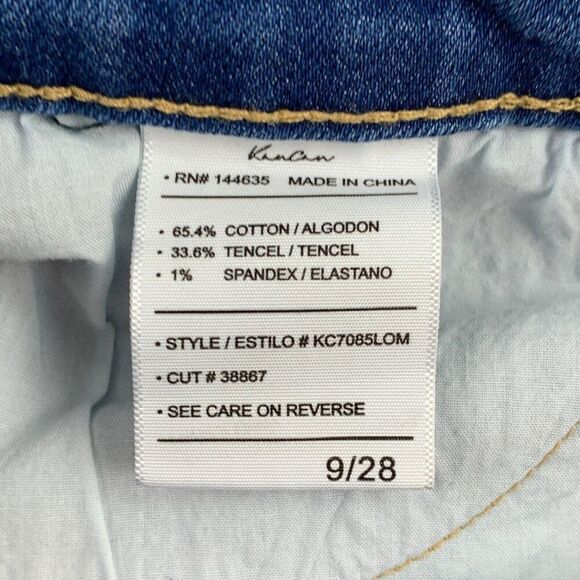 KanCan
• RN# 144635 MADE IN CHINA
• 65.4% COTTON / ALGODON
• 33.6% TENCEL / TENCEL
• 1% SPANDEX / ELASTANO
• STYLE / ESTILO # KC7085LOM
• CUT # 38867
• SEE CARE ON REVERSE
9/28